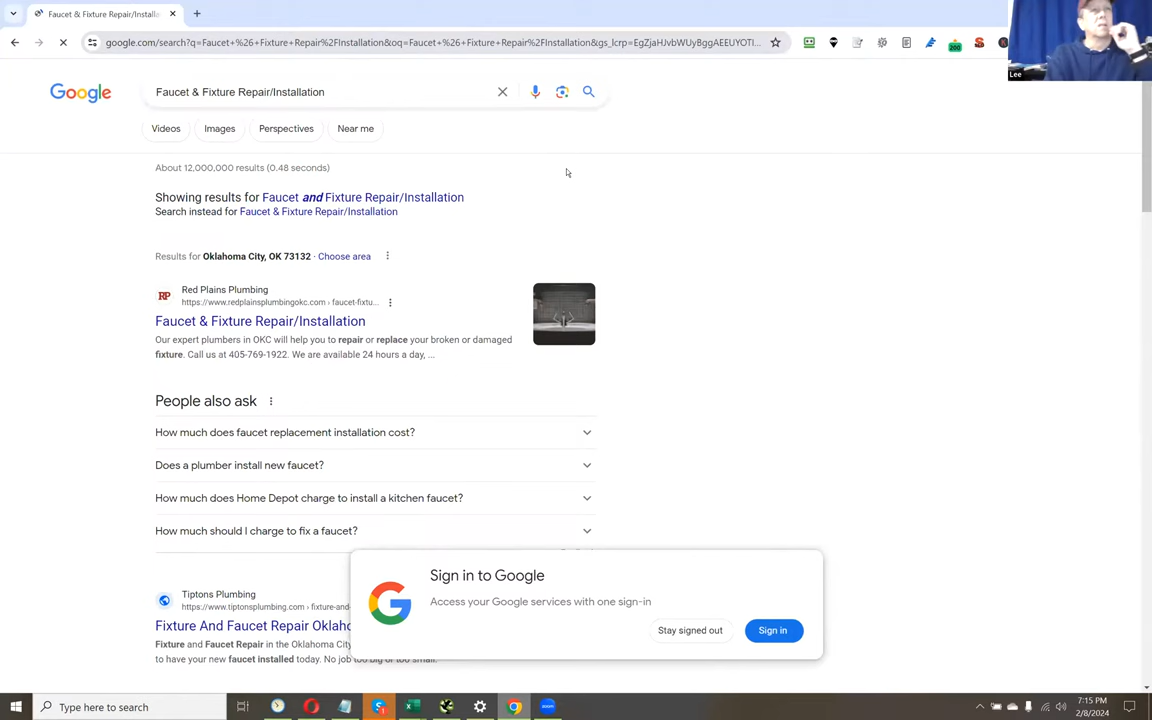 Faucet & Fixture Repair/Installa
google.com/search?q=Faucet+%26+Fixture+Repair%2FInstallation&oq=Faucet+%26+Fixture+Repair%2FInstallation&gs_lcrp=EgZjaHJvbWUyBggAEEUYOTI...
200
Lee
Google
Faucet & Fixture Repair/Installation
Videos
Images
Perspectives
Near me
About 12,000,000 results (0.48 seconds)
Showing results for Faucet and Fixture Repair/Installation
Search instead for Faucet & Fixture Repair/Installation
Results for Oklahoma City, OK 73132 · Choose area
RP
Red Plains Plumbing
https://www.redplainsplumbingokc.com › faucet-fixtu...
Faucet & Fixture Repair/Installation
Our expert plumbers in OKC will help you to repair or replace your broken or damaged
fixture. Call us at 405-769-1922. We are available 24 hours a day, ...
People also ask
How much does faucet replacement installation cost?
Does a plumber install new faucet?
How much does Home Depot charge to install a kitchen faucet?
How much should I charge to fix a faucet?
Tiptons Plumbing
https://www.tiptonsplumbing.com › fixture-and-
Fixture And Faucet Repair Oklaho
Fixture and Faucet Repair in the Oklahoma City
to have your new faucet installed today. No job too big or too small.
Sign in to Google
Access your Google services with one sign-in
Stay signed out
Sign in
Type here to search
7:15 PM
2/8/2024